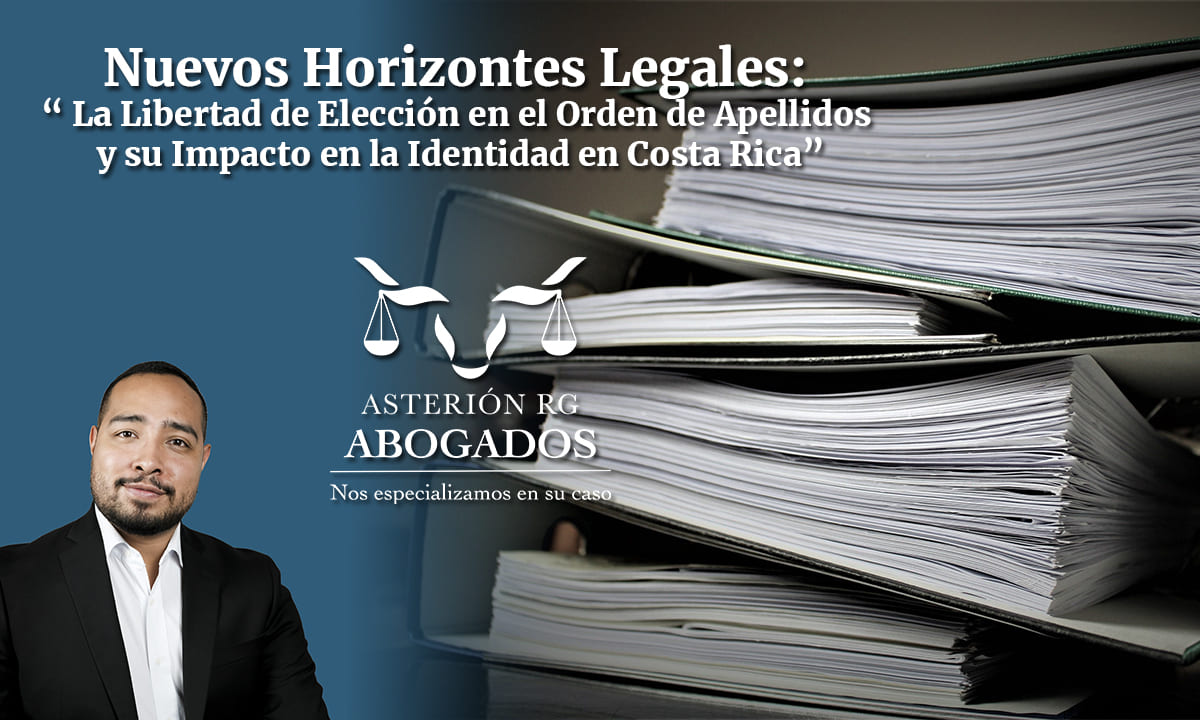 Nuevos Horizontes Legales:
“ La Libertad de Elección en el Orden de Apellidos
y su Impacto en la Identidad en Costa Rica”
ASTERIÓN RG
ABOGADOS
Nos especializamos en su caso